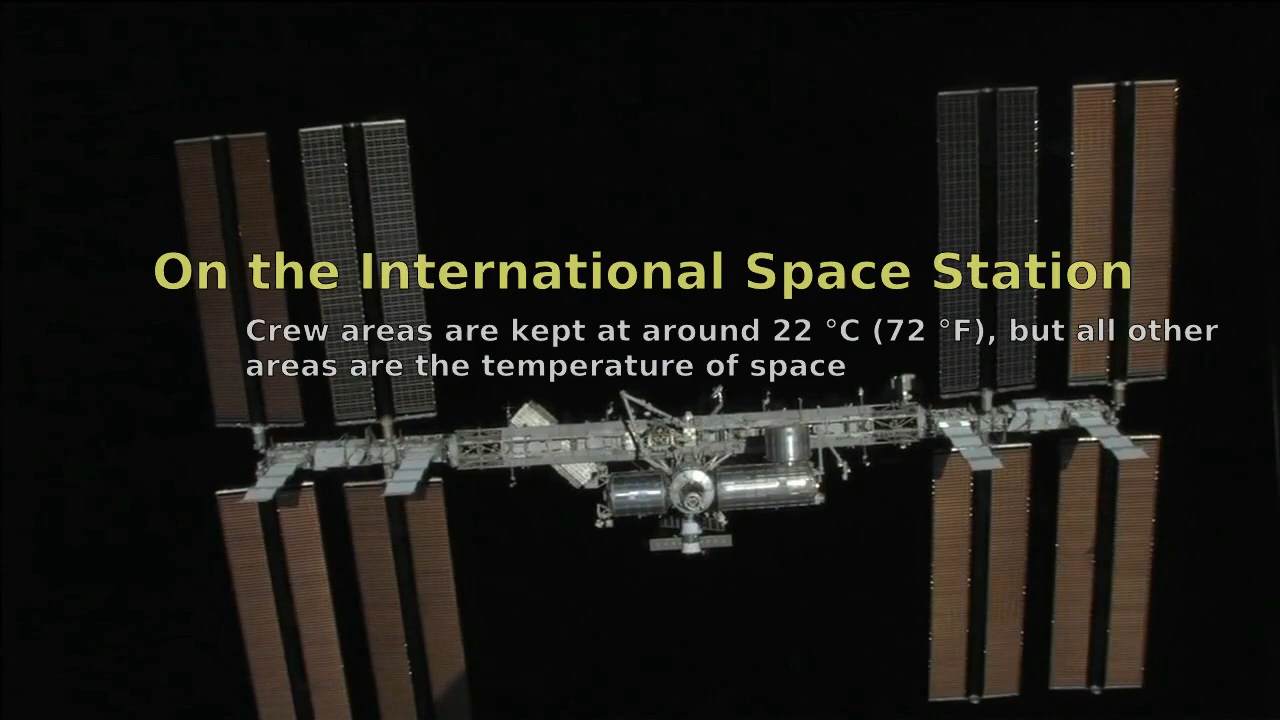 On the International Space Station
Crew areas are kept at around 22 °C (72 °F), but all other
areas are the temperature of space